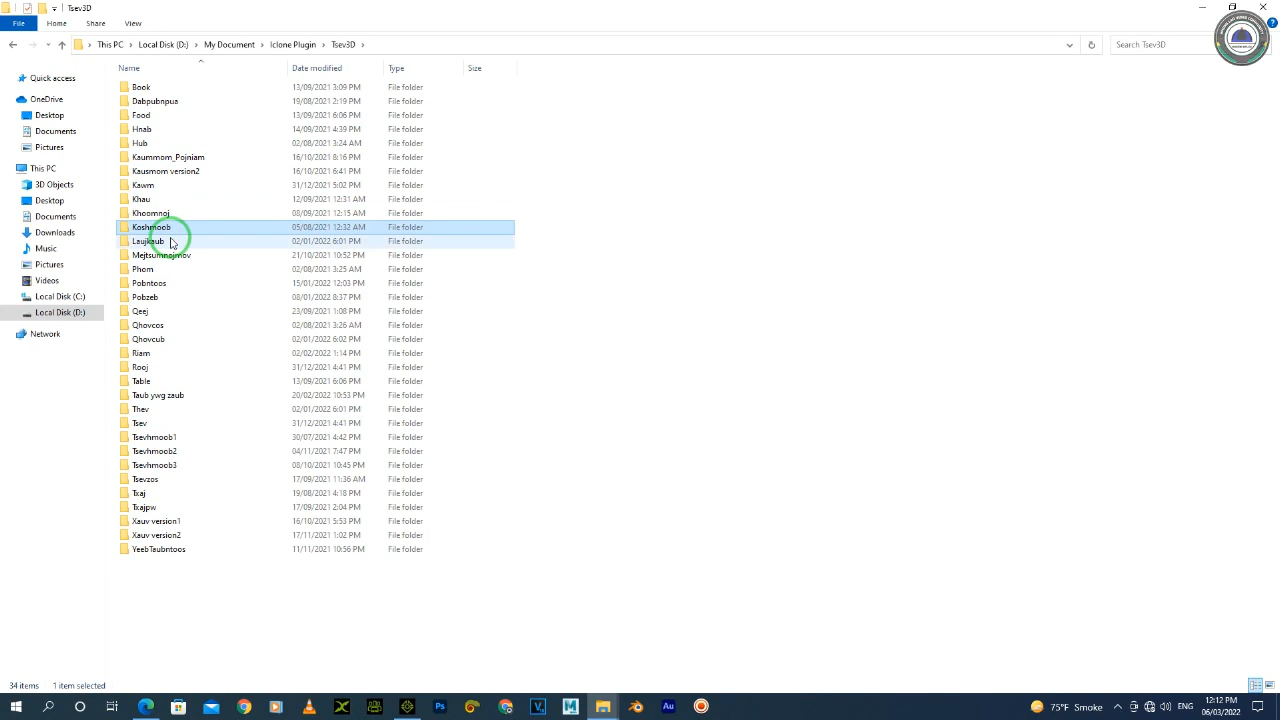 Tsev3D
File Home Share View
This PC Local Disk (D:) My Document Iclone Plugin Tsev3D
Search Tsev3D
Name Date modified Type Size
Quick access
OneDrive
Desktop
Documents
Pictures
This PC
3D Objects
Desktop
Documents
Downloads
Music
Pictures
Videos
Local Disk (C:)
Local Disk (D:)
Network
Book 13/09/2021 3:09 PM File folder
Dabpubnpua 19/08/2021 2:19 PM File folder
Food 13/09/2021 6:06 PM File folder
Hnab 14/09/2021 4:39 PM File folder
Hub 02/08/2021 3:24 AM File folder
Kaummom_Pojniam 16/10/2021 8:16 PM File folder
Kausmom version2 16/10/2021 6:41 PM File folder
Kawm 31/12/2021 5:02 PM File folder
Khau 12/09/2021 12:31 AM File folder
Khoomnoj 08/09/2021 12:15 AM File folder
Koshmoob 05/08/2021 12:32 AM File folder
Laujkaub 02/01/2022 6:01 PM File folder
Mejtsumnojmov 21/10/2021 10:52 PM File folder
Phom 02/08/2021 3:25 AM File folder
Pobntoos 15/01/2022 12:03 PM File folder
Pobzeb 08/01/2022 8:37 PM File folder
Qeej 23/09/2021 1:08 PM File folder
Qhovcos 02/08/2021 3:26 AM File folder
Qhovcub 02/01/2022 6:02 PM File folder
Riam 02/02/2022 1:14 PM File folder
Rooj 31/12/2021 4:41 PM File folder
Table 13/09/2021 6:06 PM File folder
Taub ywg zaub 20/02/2022 10:53 PM File folder
Thev 02/01/2022 6:01 PM File folder
Tsev 31/12/2021 4:41 PM File folder
Tsevhmoob1 30/07/2021 4:42 PM File folder
Tsevhmoob2 04/11/2021 7:47 PM File folder
Tsevhmoob3 08/10/2021 10:45 PM File folder
Tsevzos 17/09/2021 11:36 AM File folder
Txaj 19/08/2021 4:18 PM File folder
Txajpw 17/09/2021 2:04 PM File folder
Xauv version1 16/10/2021 5:53 PM File folder
Xauv version2 17/11/2021 1:02 PM File folder
YeebTaubntoos 11/11/2021 10:56 PM File folder
34 items 1 item selected
75°F Smoke ENG 12:12 PM
06/03/2022